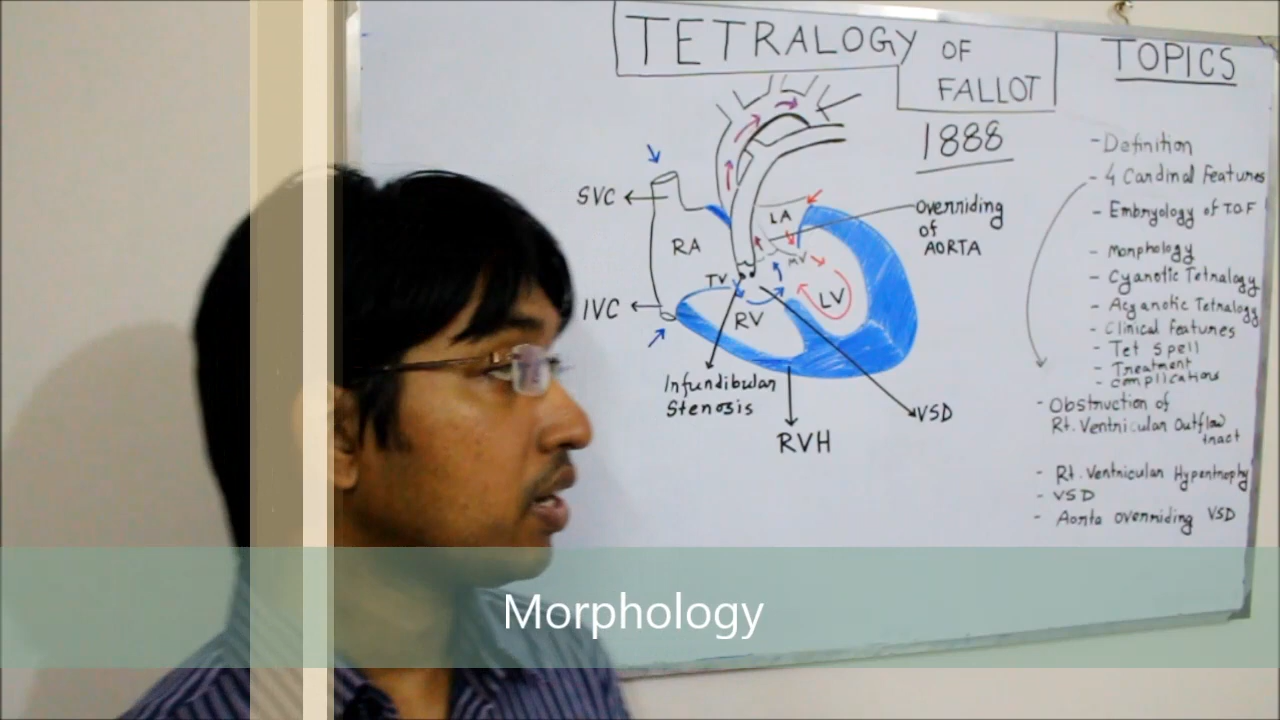 TETRALOGY OF
FALLOT
1888
SVC
RA
LA
Overriding
of
AORTA
TV
MV
IVC
RV
LV
Infundibular
Stenosis
VSD
RVH
TOPICS
- Definition
- 4 Cardinal Features
- Embryology of T.O.F
- Morphology
- Cyanotic Tetralogy
- Acyanotic Tetralogy
- Clinical features
- Tet spell
- Treatment
- complications
- Obstruction of
Rt. Ventricular Outflow
tract
- Rt. Ventricular Hypertrophy
- VSD
- Aorta overriding VSD
Morphology